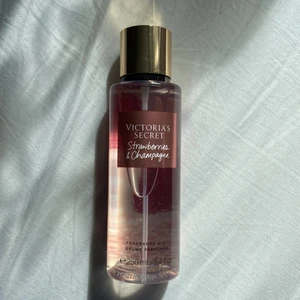 VICTORIA'S
SECRET
Strawberries
& Champagne
FRAGRANCE MIST
BRUME PARFUMÉE